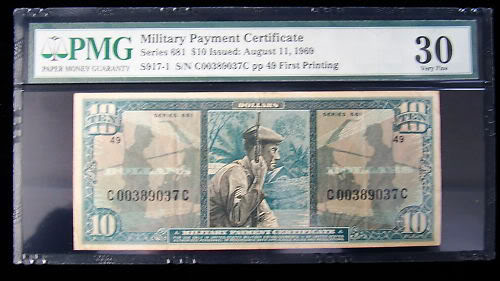 PMG
PAPER MONEY GUARANTY
Military Payment Certificate
Series 681 $10 Issued: August 11, 1969
S917-1 S/N C00389037C pp 49 First Printing
30
Very Fine
DOLLARS
10 SERIES 681 SERIES 681 10
TEN TEN
49 49
DOLLARS DOLLARS
C00389037C C00389037C
10 10
MILITARY PAYMENT CERTIFICATE